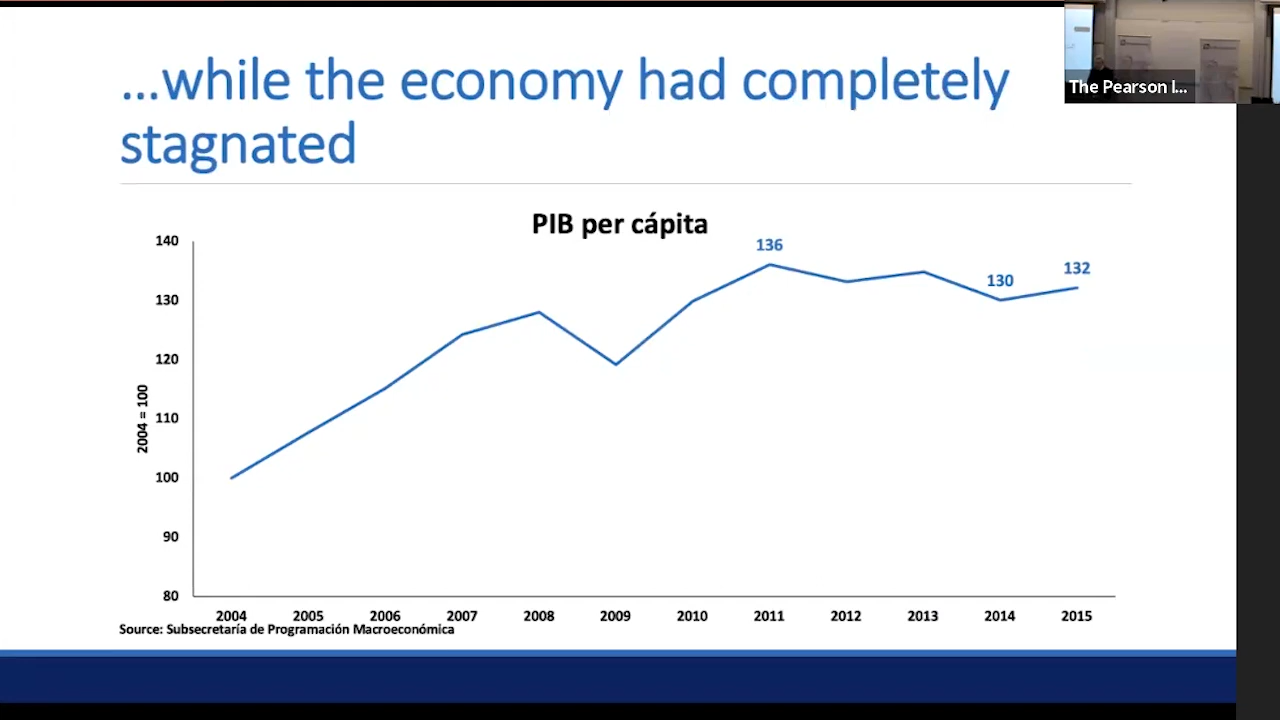 ...while the economy had completely
stagnated
The Pearson I...
PIB per cápita
140
130
120
110
100
90
80
2004 = 100
136
130
132
2004 2005 2006 2007 2008 2009 2010 2011 2012 2013 2014 2015
Source: Subsecretaría de Programación Macroeconómica